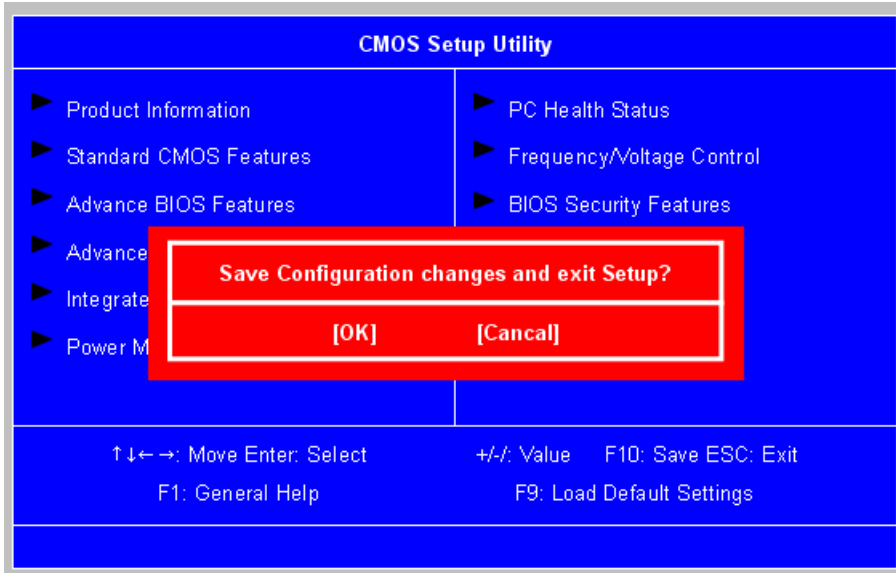 CMOS Setup Utility
Product Information
Standard CMOS Features
Advance BIOS Features
Advance
Integrate
Power M
PC Health Status
Frequency/Voltage Control
BIOS Security Features
Save Configuration changes and exit Setup?
[OK] [Cancal]
↑↓←→: Move Enter: Select +/-/: Value F10: Save ESC: Exit
F1: General Help F9: Load Default Settings